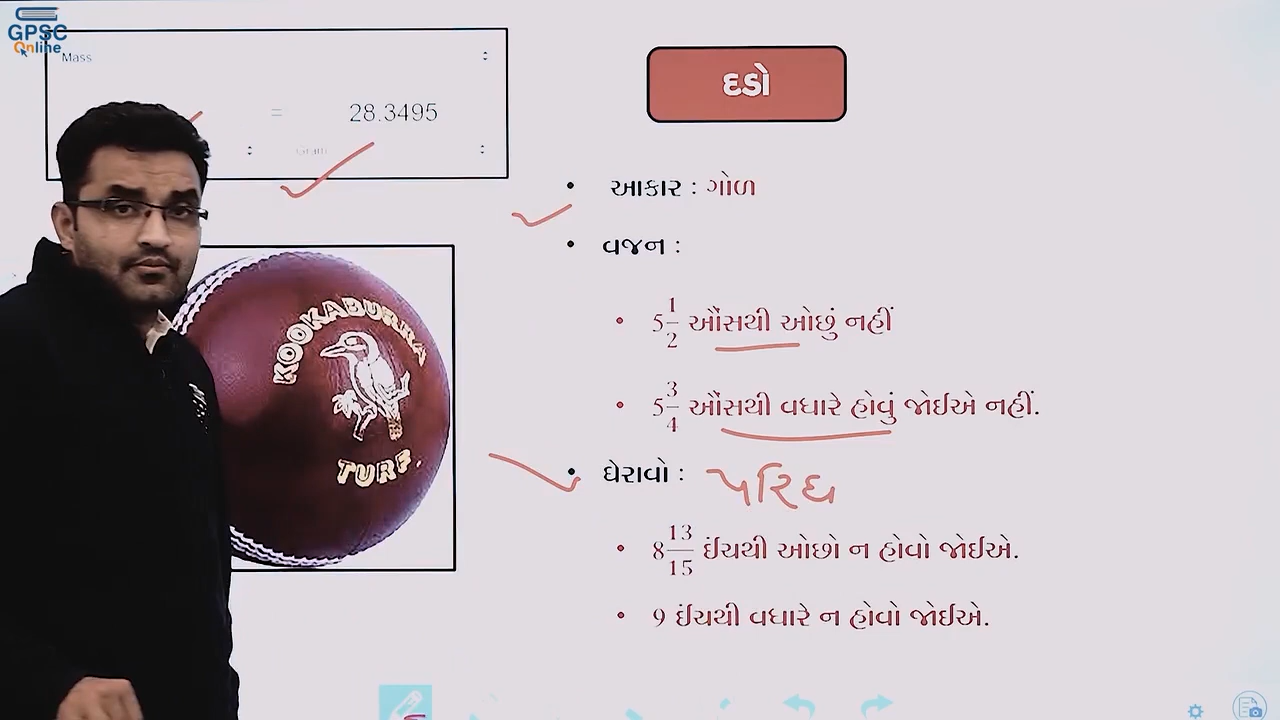 GPSC
Online
Mass
= 28.3495
Gram
દડો
• આકાર : ગોળ
• વજન :
• 5 1/2 ઔંસથી ઓછું નહીં
• 5 3/4 ઔંસથી વધારે હોવું જોઈએ નહીં.
• ઘેરાવો : પરિઘ
• 8 13/15 ઈંચથી ઓછો ન હોવો જોઈએ.
• 9 ઈંચથી વધારે ન હોવો જોઈએ.
KOOKABURRA
TURF.